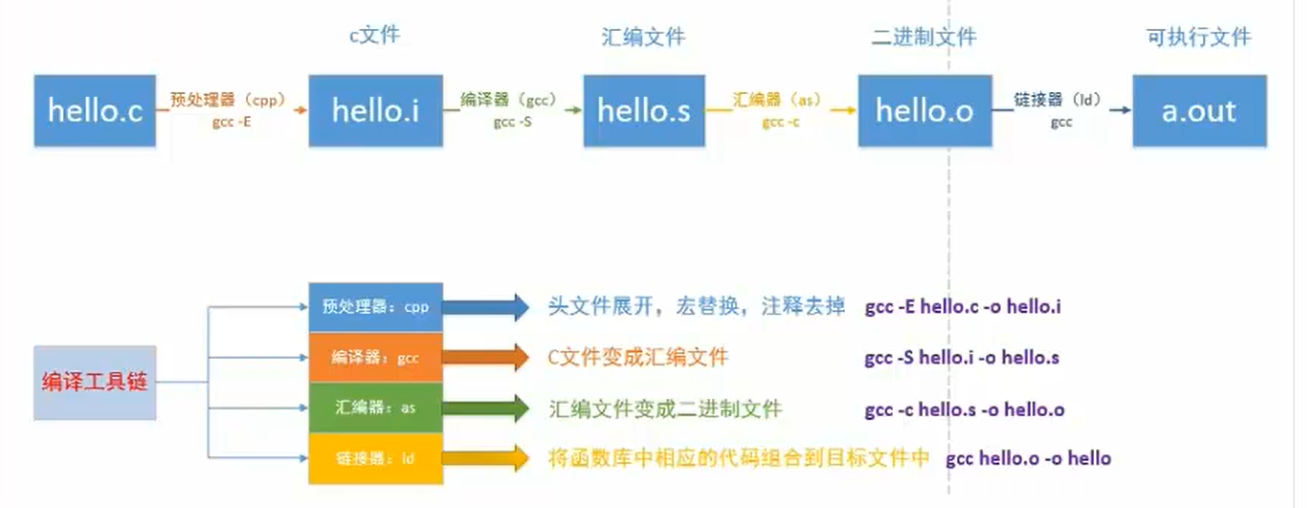 c文件
汇编文件
二进制文件
可执行文件
hello.c
预处理器（cpp）
gcc -E
hello.i
编译器（gcc）
gcc -S
hello.s
汇编器（as）
gcc -c
hello.o
链接器（ld）
gcc
a.out
编译工具链
预处理器：cpp
头文件展开，宏替换，注释去掉
gcc -E hello.c -o hello.i
编译器：gcc
C文件变成汇编文件
gcc -S hello.i -o hello.s
汇编器：as
汇编文件变成二进制文件
gcc -c hello.s -o hello.o
链接器：ld
将函数库中相应的代码组合到目标文件中
gcc hello.o -o hello